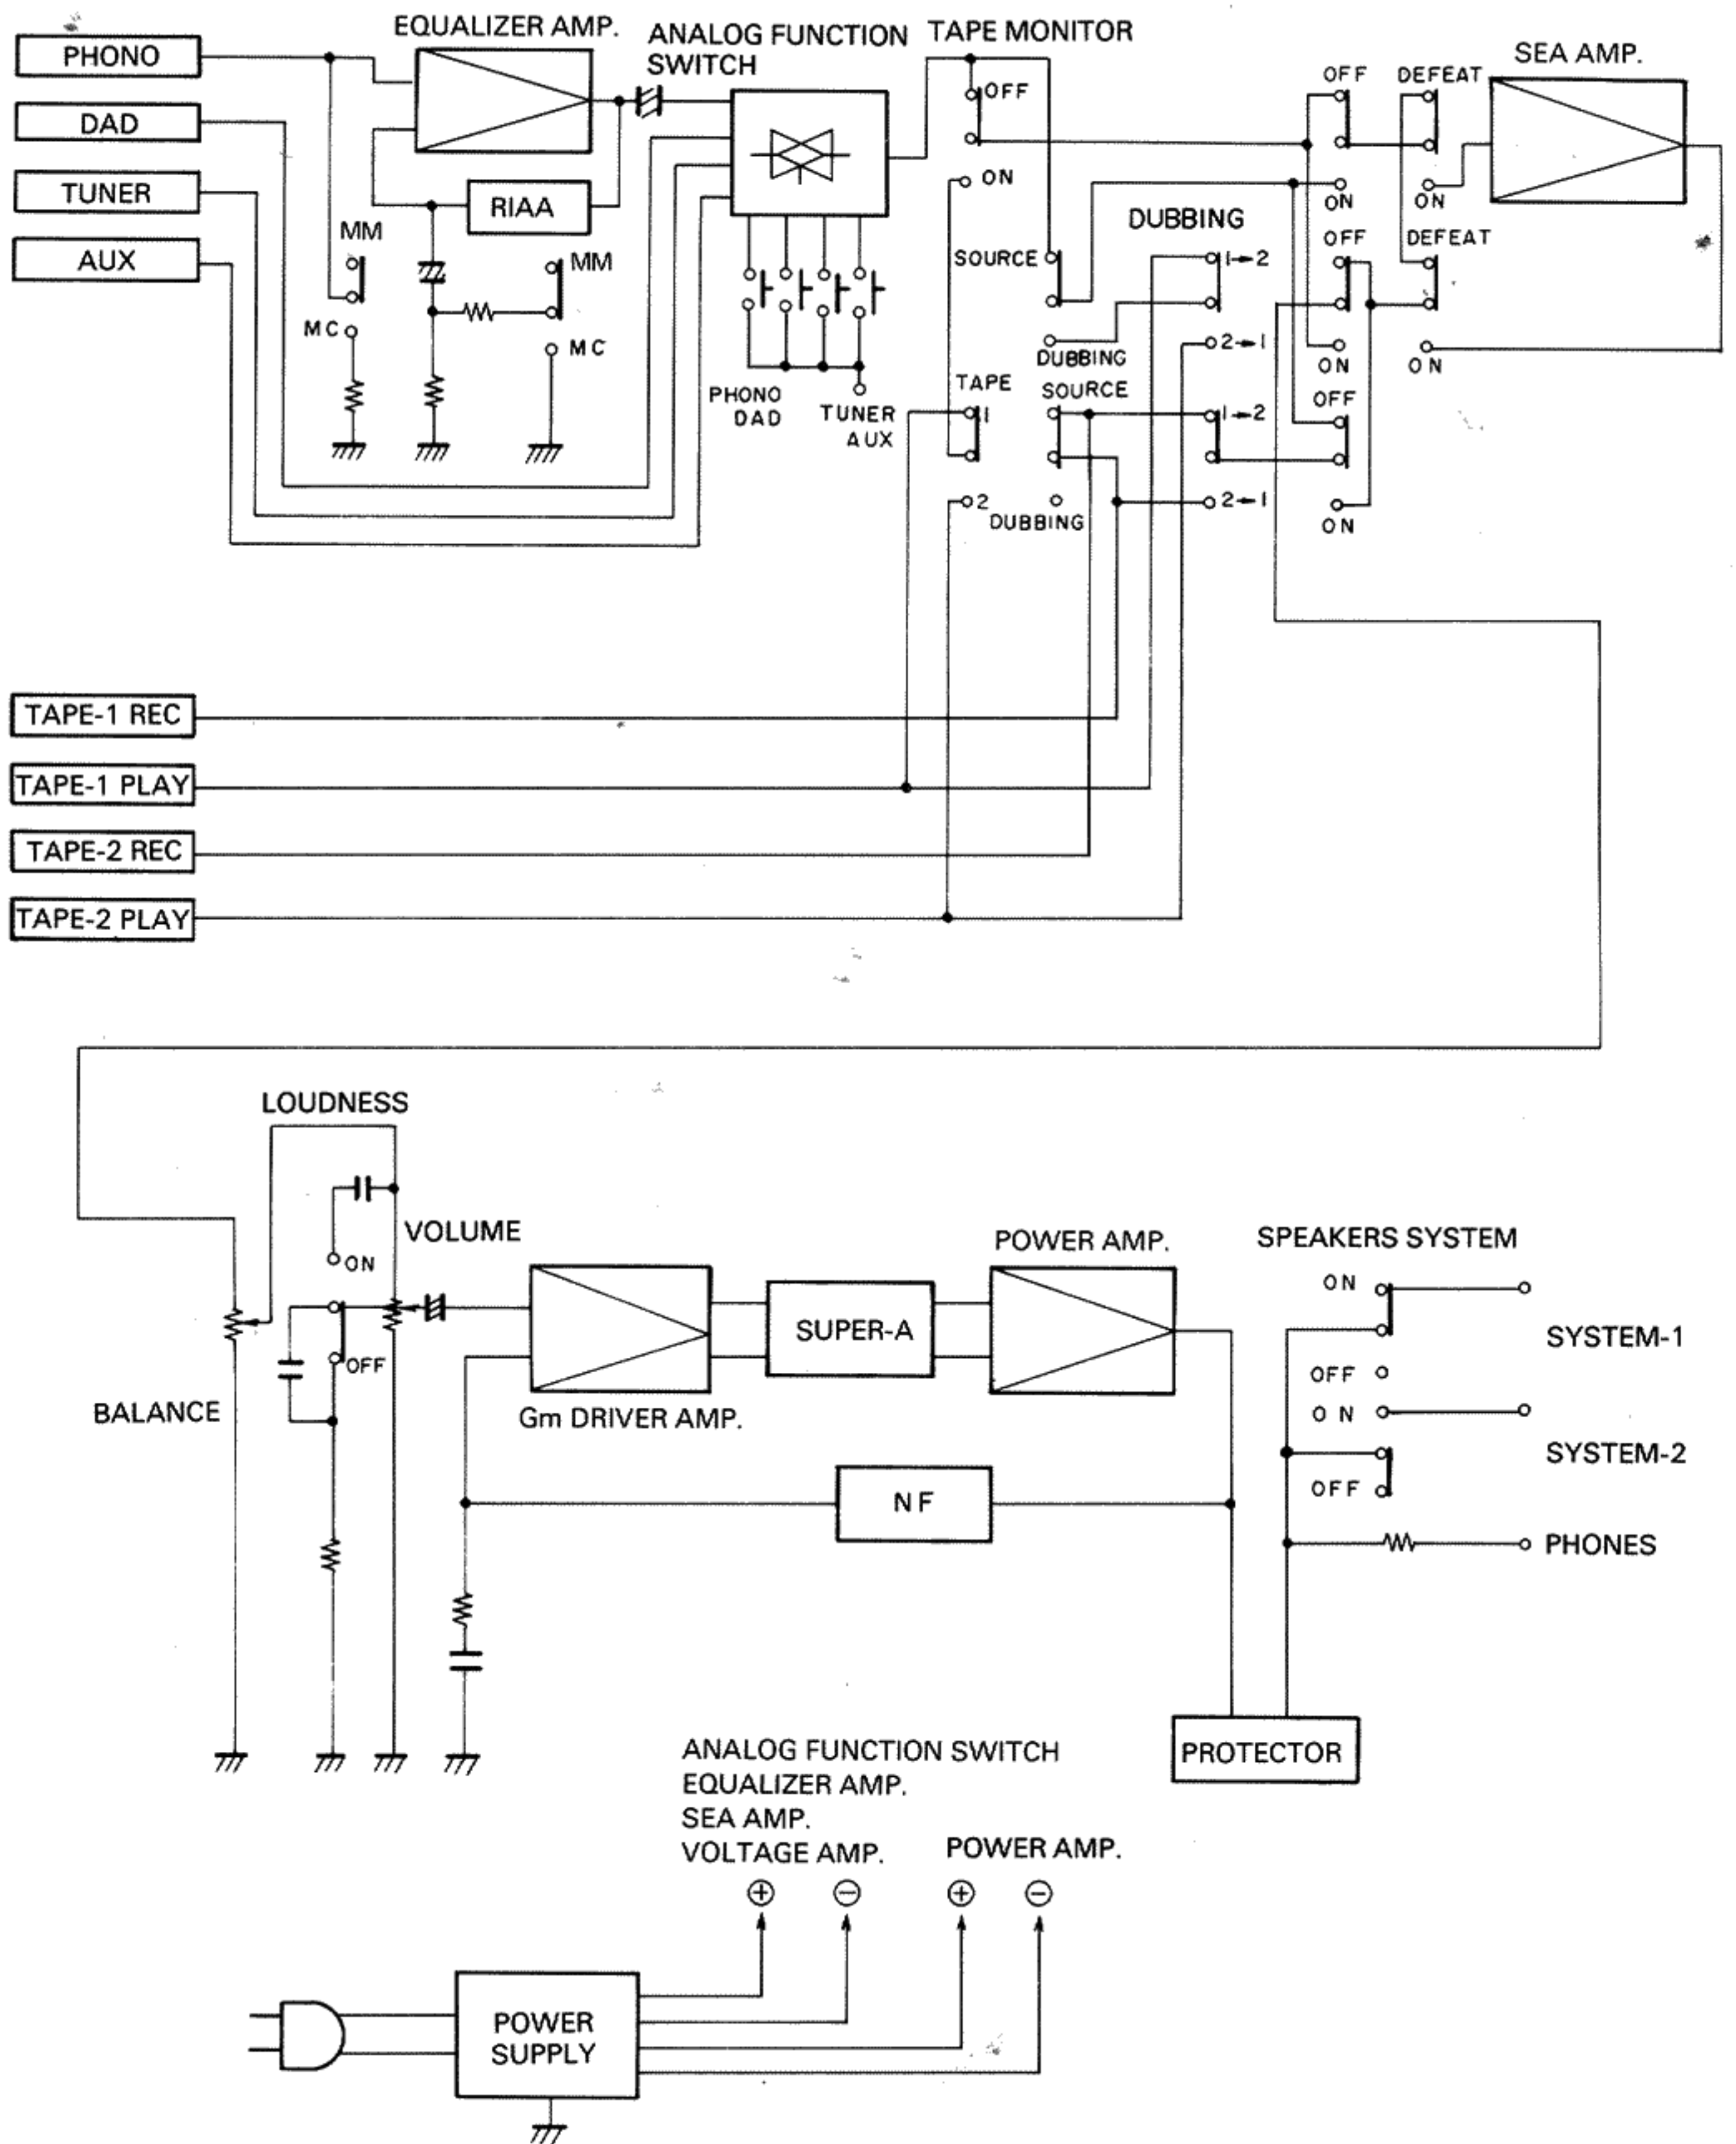 EQUALIZER AMP.
ANALOG FUNCTION
SWITCH
TAPE MONITOR
SEA AMP.
PHONO
DAD
TUNER
AUX
RIAA
MM
MC
MM
MC
PHONO
DAD
TUNER
AUX
OFF
ON
SOURCE
DUBBING
DUBBING
1→2
2→1
TAPE
1
2
SOURCE
DUBBING
1→2
2→1
OFF
DEFEAT
ON
ON
OFF
DEFEAT
ON
ON
OFF
ON
TAPE-1 REC
TAPE-1 PLAY
TAPE-2 REC
TAPE-2 PLAY
LOUDNESS
ON
OFF
VOLUME
BALANCE
Gm DRIVER AMP.
SUPER-A
POWER AMP.
NF
SPEAKERS SYSTEM
ON
OFF
SYSTEM-1
ON
OFF
SYSTEM-2
PHONES
PROTECTOR
ANALOG FUNCTION SWITCH
EQUALIZER AMP.
SEA AMP.
VOLTAGE AMP.
POWER AMP.
+ − + −
POWER
SUPPLY